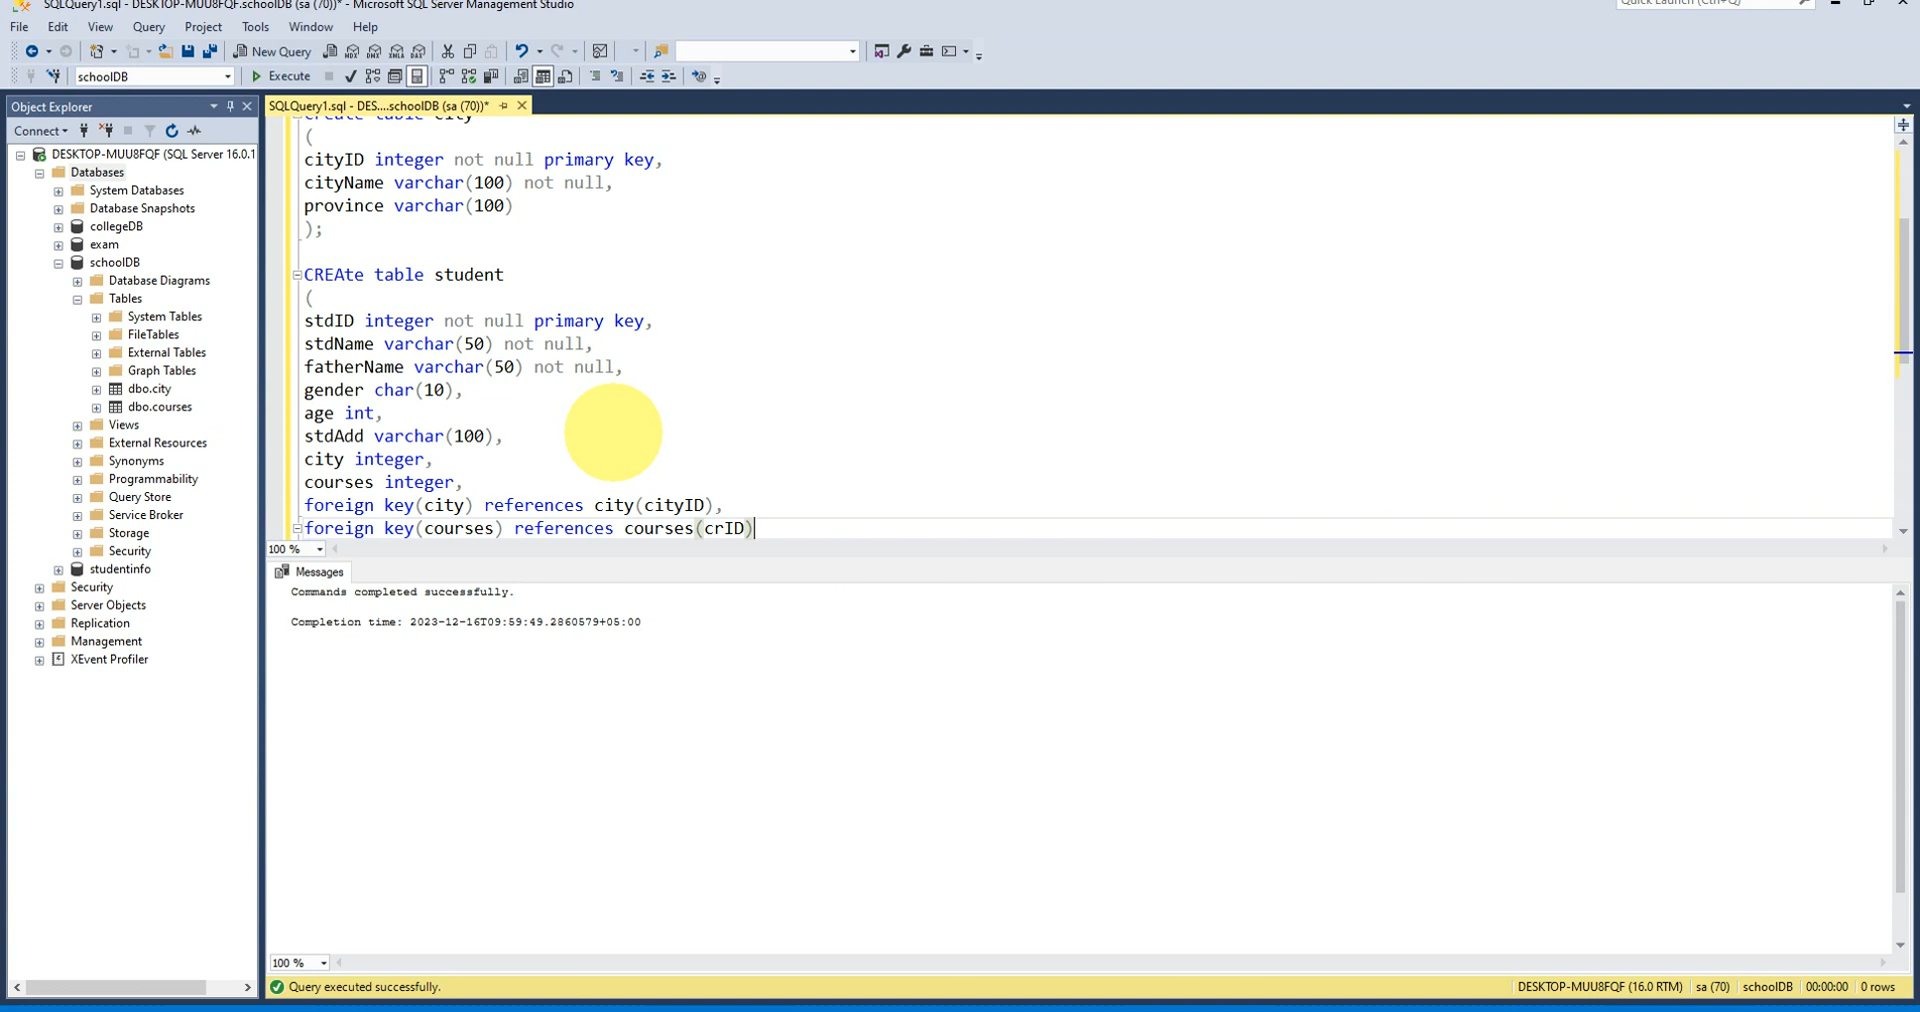 SQLQuery1.sql - DESKTOP-MUU8FQF.schoolDB (sa (70))* - Microsoft SQL Server Management Studio
Quick Launch (Ctrl+Q)
File Edit View Query Project Tools Window Help
New Query
schoolDB Execute
Object Explorer
SQLQuery1.sql - DES....schoolDB (sa (70))*
Connect
DESKTOP-MUU8FQF (SQL Server 16.0.1
Databases
System Databases
Database Snapshots
collegeDB
exam
schoolDB
Database Diagrams
Tables
System Tables
FileTables
External Tables
Graph Tables
dbo.city
dbo.courses
Views
External Resources
Synonyms
Programmability
Query Store
Service Broker
Storage
Security
studentinfo
Security
Server Objects
Replication
Management
XEvent Profiler
create table city
(
cityID integer not null primary key,
cityName varchar(100) not null,
province varchar(100)
);
CREAte table student
(
stdID integer not null primary key,
stdName varchar(50) not null,
fatherName varchar(50) not null,
gender char(10),
age int,
stdAdd varchar(100),
city integer,
courses integer,
foreign key(city) references city(cityID),
foreign key(courses) references courses(crID)
100 %
Messages
Commands completed successfully.
Completion time: 2023-12-16T09:59:49.2860579+05:00
100 %
Query executed successfully.
DESKTOP-MUU8FQF (16.0 RTM) sa (70) schoolDB 00:00:00 0 rows